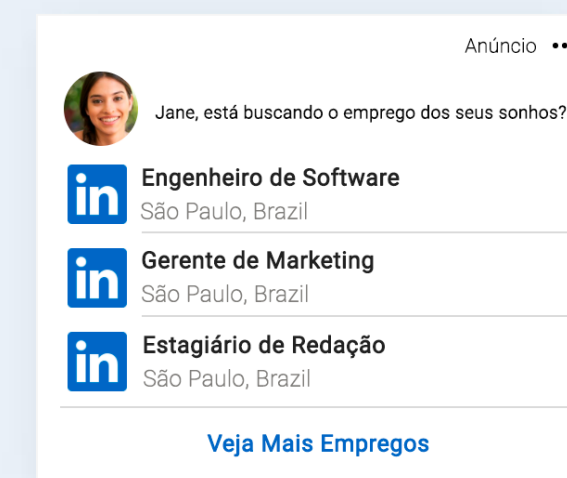 Anúncio
Jane, está buscando o emprego dos seus sonhos?
in Engenheiro de Software
São Paulo, Brazil
in Gerente de Marketing
São Paulo, Brazil
in Estagiário de Redação
São Paulo, Brazil
Veja Mais Empregos